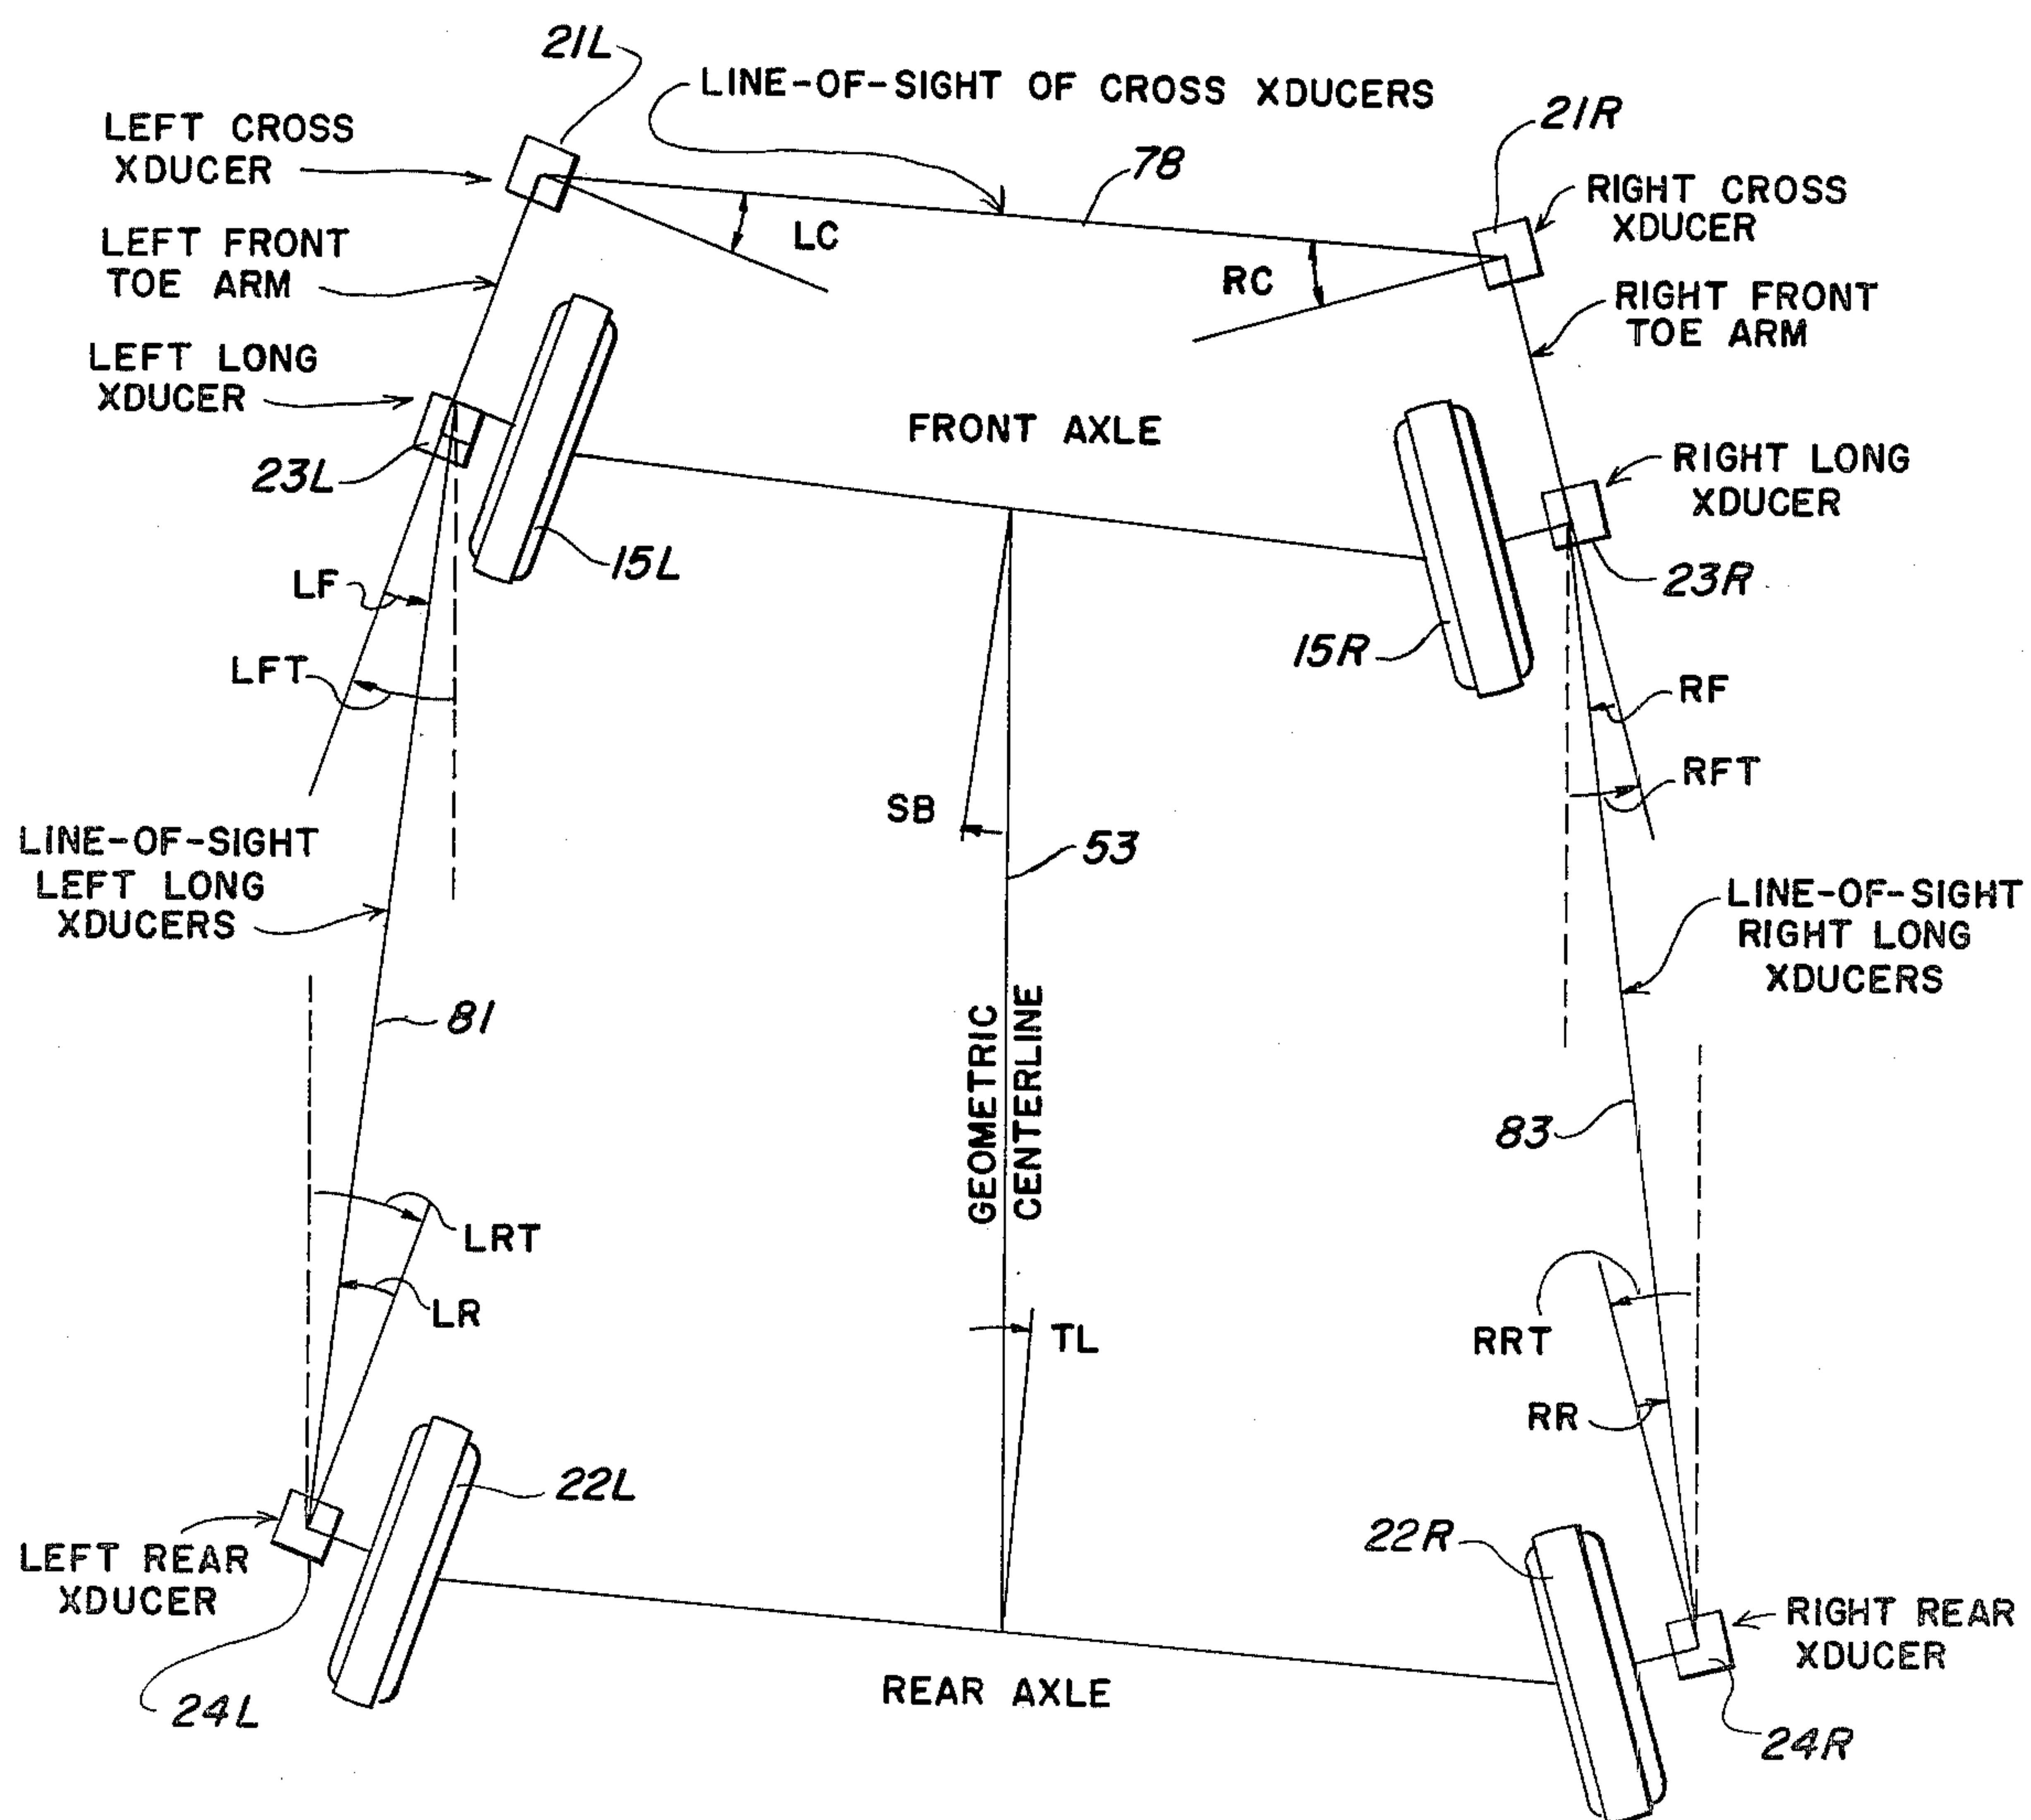 21L
LINE-OF-SIGHT OF CROSS XDUCERS
21R
LEFT CROSS
XDUCER
78
RIGHT CROSS
XDUCER
LEFT FRONT
TOE ARM
LC
RC
RIGHT FRONT
TOE ARM
LEFT LONG
XDUCER
FRONT AXLE
RIGHT LONG
XDUCER
23L
15L
23R
LF
15R
LFT
RF
RFT
SB
53
LINE-OF-SIGHT
LEFT LONG
XDUCERS
LINE-OF-SIGHT
RIGHT LONG
XDUCERS
81
GEOMETRIC
CENTERLINE
83
LRT
LR
TL
RRT
RR
22L
22R
LEFT REAR
XDUCER
RIGHT REAR
XDUCER
24L
REAR AXLE
24R